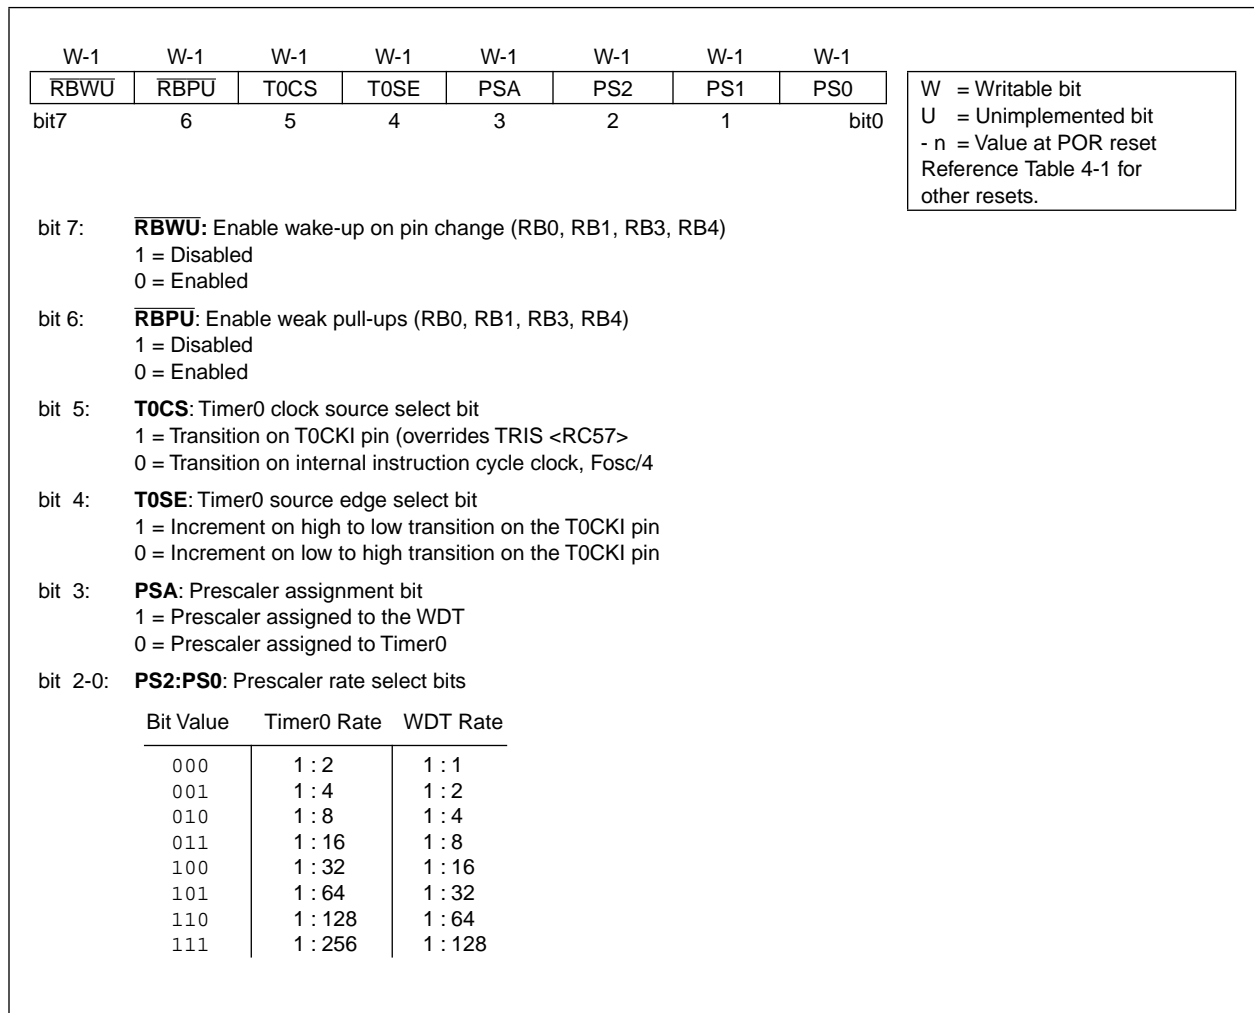 W-1 W-1 W-1 W-1 W-1 W-1 W-1 W-1
RBWU RBPU T0CS T0SE PSA PS2 PS1 PS0
bit7 6 5 4 3 2 1 bit0
W = Writable bit
U = Unimplemented bit
- n = Value at POR reset
Reference Table 4-1 for
other resets.
bit 7: RBWU: Enable wake-up on pin change (RB0, RB1, RB3, RB4)
1 = Disabled
0 = Enabled
bit 6: RBPU: Enable weak pull-ups (RB0, RB1, RB3, RB4)
1 = Disabled
0 = Enabled
bit 5: T0CS: Timer0 clock source select bit
1 = Transition on T0CKI pin (overrides TRIS <RC57>
0 = Transition on internal instruction cycle clock, Fosc/4
bit 4: T0SE: Timer0 source edge select bit
1 = Increment on high to low transition on the T0CKI pin
0 = Increment on low to high transition on the T0CKI pin
bit 3: PSA: Prescaler assignment bit
1 = Prescaler assigned to the WDT
0 = Prescaler assigned to Timer0
bit 2-0: PS2:PS0: Prescaler rate select bits
Bit Value Timer0 Rate WDT Rate
000 1 : 2 1 : 1
001 1 : 4 1 : 2
010 1 : 8 1 : 4
011 1 : 16 1 : 8
100 1 : 32 1 : 16
101 1 : 64 1 : 32
110 1 : 128 1 : 64
111 1 : 256 1 : 128